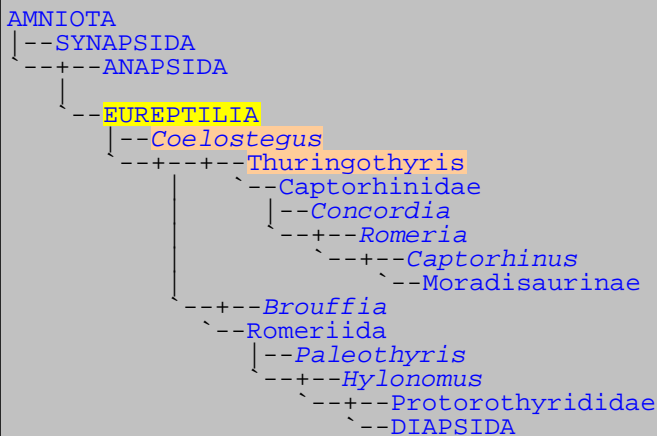 AMNIOTA
|--SYNAPSIDA
`--+--ANAPSIDA
   |
   `--EUREPTILIA
      |--Coelostegus
      `--+--+--Thuringothyris
         |  `--Captorhinidae
         |     |--Concordia
         |     `--+--Romeria
         |        `--+--Captorhinus
         |           `--Moradisaurinae
         `--+--Brouffia
            `--Romeriida
               |--Paleothyris
               `--+--Hylonomus
                  `--+--Protorothyrididae
                     `--DIAPSIDA